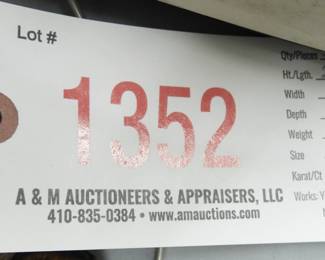 Lot #
1352
A & M AUCTIONEERS & APPRAISERS, LLC
410-835-0384 • www.amauctions.com
Qty/Pieces
Ht./Lgth.
Width
Depth
Weight
Size
Karat/Ct
Works: Y